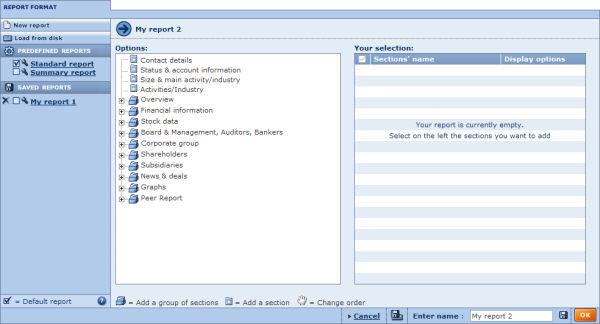 REPORT FORMAT
New report
Load from disk
PREDEFINED REPORTS
Standard report
Summary report
SAVED REPORTS
My report 1
= Default report
?
My report 2
Options:
Contact details
Status & account information
Size & main activity/industry
Activities/Industry
Overview
Financial information
Stock data
Board & Management, Auditors, Bankers
Corporate group
Shareholders
Subsidiaries
News & deals
Graphs
Peer Report
Your selection:
Sections' name Display options
Your report is currently empty.
Select on the left the sections you want to add
= Add a group of sections = Add a section = Change order
Cancel Enter name : My report 2 OK